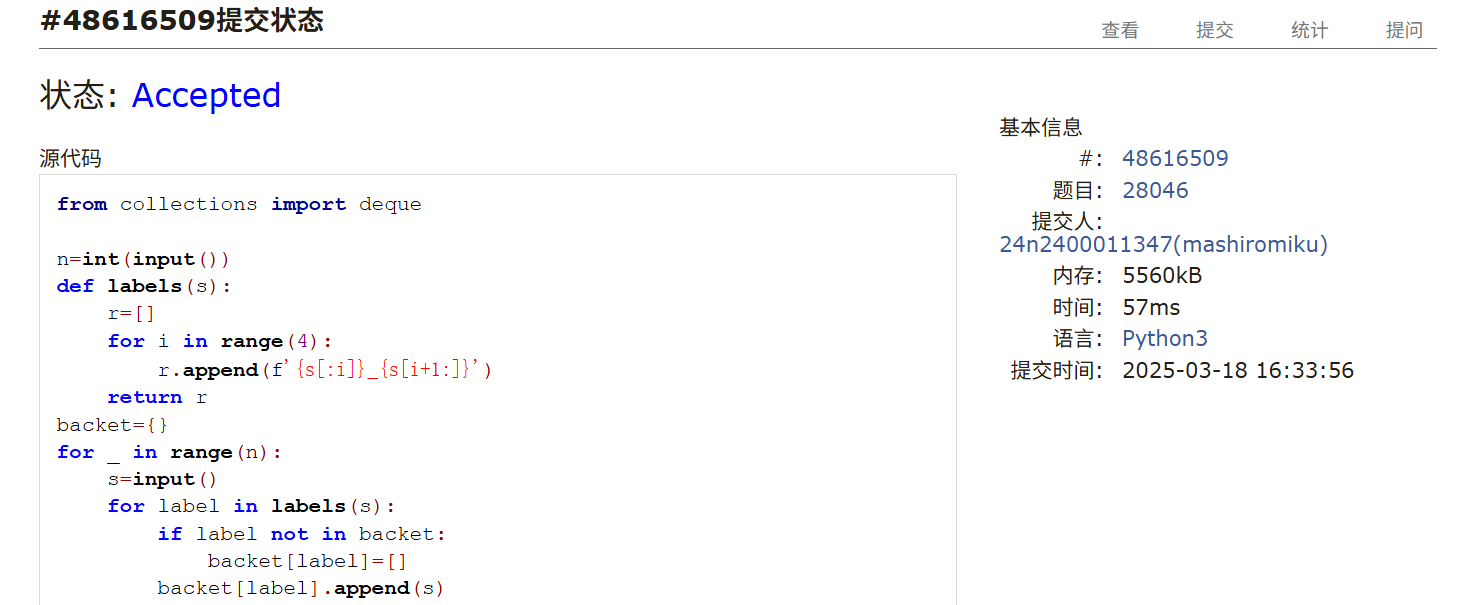 #48616509提交状态
查看 提交 统计 提问
状态: Accepted
源代码
from collections import deque
n=int(input())
def labels(s):
    r=[]
    for i in range(4):
        r.append(f'{s[:i]}_{s[i+1:]}')
    return r
backet={}
for _ in range(n):
    s=input()
    for label in labels(s):
        if label not in backet:
            backet[label]=[]
        backet[label].append(s)
基本信息
#: 48616509
题目: 28046
提交人:
24n2400011347(mashiromiku)
内存: 5560kB
时间: 57ms
语言: Python3
提交时间: 2025-03-18 16:33:56